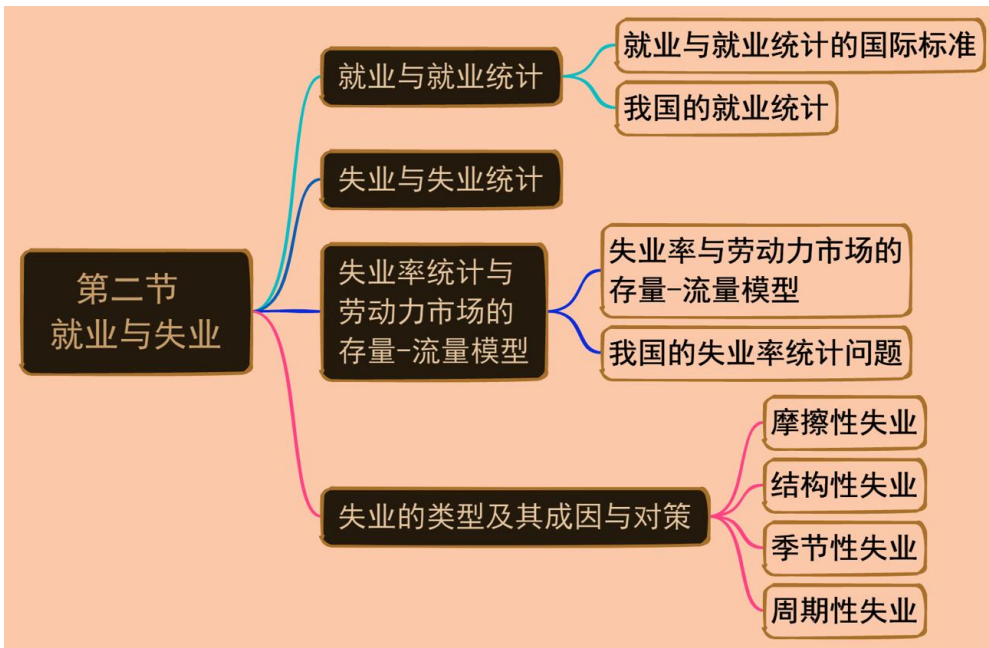 第二节
就业与失业
就业与就业统计
就业与就业统计的国际标准
我国的就业统计
失业与失业统计
失业率统计与
劳动力市场的
存量-流量模型
失业率与劳动力市场的
存量-流量模型
我国的失业率统计问题
失业的类型及其成因与对策
摩擦性失业
结构性失业
季节性失业
周期性失业